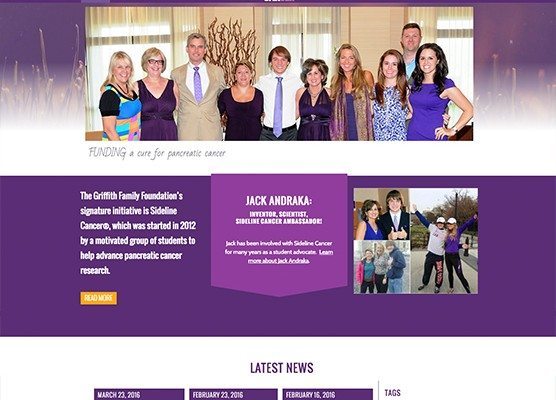 FUNDING a cure for pancreatic cancer
The Griffith Family Foundation's
signature initiative is Sideline
Cancer®, which was started in 2012
by a motivated group of students to
help advance pancreatic cancer
research.
READ MORE
JACK ANDRAKA:
INVENTOR, SCIENTIST,
SIDELINE CANCER AMBASSADOR!
Jack has been involved with Sideline Cancer
for many years as a student advocate. Learn
more about Jack Andraka.
LATEST NEWS
MARCH 23, 2016
FEBRUARY 23, 2016
FEBRUARY 16, 2016
TAGS